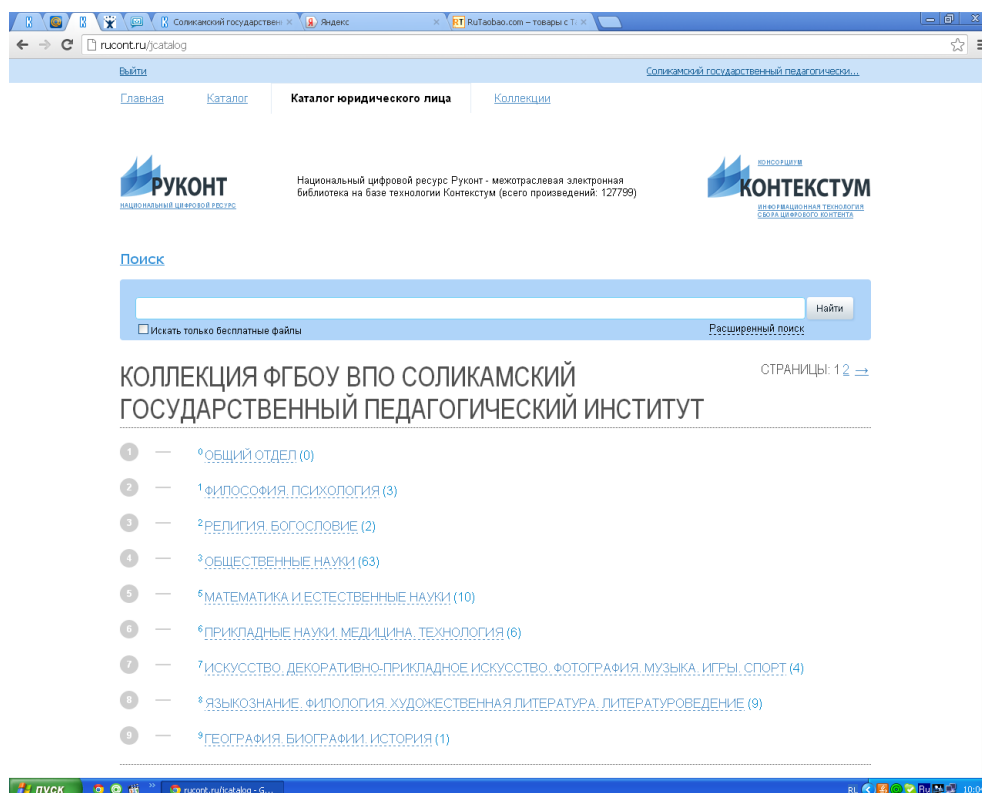 Соликамский государствен
Яндекс
RT RuTaobao.com – товары с Та
rucont.ru/jcatalog
Выйти
Соликамский государственный педагогически...
Главная Каталог Каталог юридического лица Коллекции
РУКОНТ
НАЦИОНАЛЬНЫЙ ЦИФРОВОЙ РЕСУРС
Национальный цифровой ресурс Руконт - межотраслевая электронная
библиотека на базе технологии Контекстум (всего произведений: 127799)
КОНСОРЦИУМ
КОНТЕКСТУМ
ИНФОРМАЦИОННАЯ ТЕХНОЛОГИЯ
СБОРА ЦИФРОВОГО КОНТЕНТА
Поиск
Найти
Искать только бесплатные файлы
Расширенный поиск
КОЛЛЕКЦИЯ ФГБОУ ВПО СОЛИКАМСКИЙ
ГОСУДАРСТВЕННЫЙ ПЕДАГОГИЧЕСКИЙ ИНСТИТУТ
СТРАНИЦЫ: 1 2 →
1 — 0 ОБЩИЙ ОТДЕЛ (0)
2 — 1 ФИЛОСОФИЯ. ПСИХОЛОГИЯ (3)
3 — 2 РЕЛИГИЯ. БОГОСЛОВИЕ (2)
4 — 3 ОБЩЕСТВЕННЫЕ НАУКИ (63)
5 — 5 МАТЕМАТИКА И ЕСТЕСТВЕННЫЕ НАУКИ (10)
6 — 6 ПРИКЛАДНЫЕ НАУКИ. МЕДИЦИНА. ТЕХНОЛОГИЯ (6)
7 — 7 ИСКУССТВО. ДЕКОРАТИВНО-ПРИКЛАДНОЕ ИСКУССТВО. ФОТОГРАФИЯ. МУЗЫКА. ИГРЫ. СПОРТ (4)
8 — 8 ЯЗЫКОЗНАНИЕ. ФИЛОЛОГИЯ. ХУДОЖЕСТВЕННАЯ ЛИТЕРАТУРА. ЛИТЕРАТУРОВЕДЕНИЕ (9)
9 — 9 ГЕОГРАФИЯ. БИОГРАФИИ. ИСТОРИЯ (1)
пуск
rucont.ru/jcatalog - G...
RL
Ru